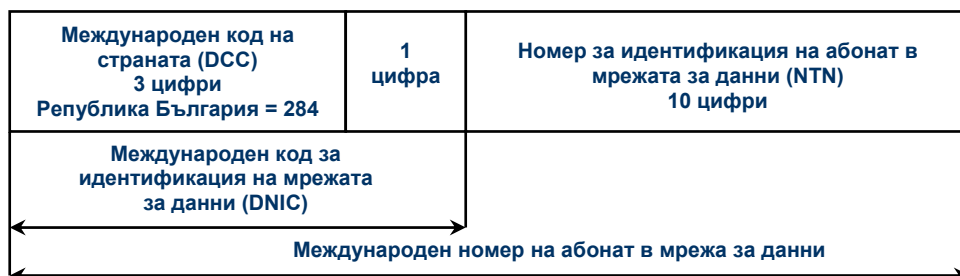 Международен код на
страната (DCC)
3 цифри
Република България = 284
1
цифра
Номер за идентификация на абонат в
мрежата за данни (NTN)
10 цифри
Международен код за
идентификация на мрежата
за данни (DNIC)
Международен номер на абонат в мрежа за данни